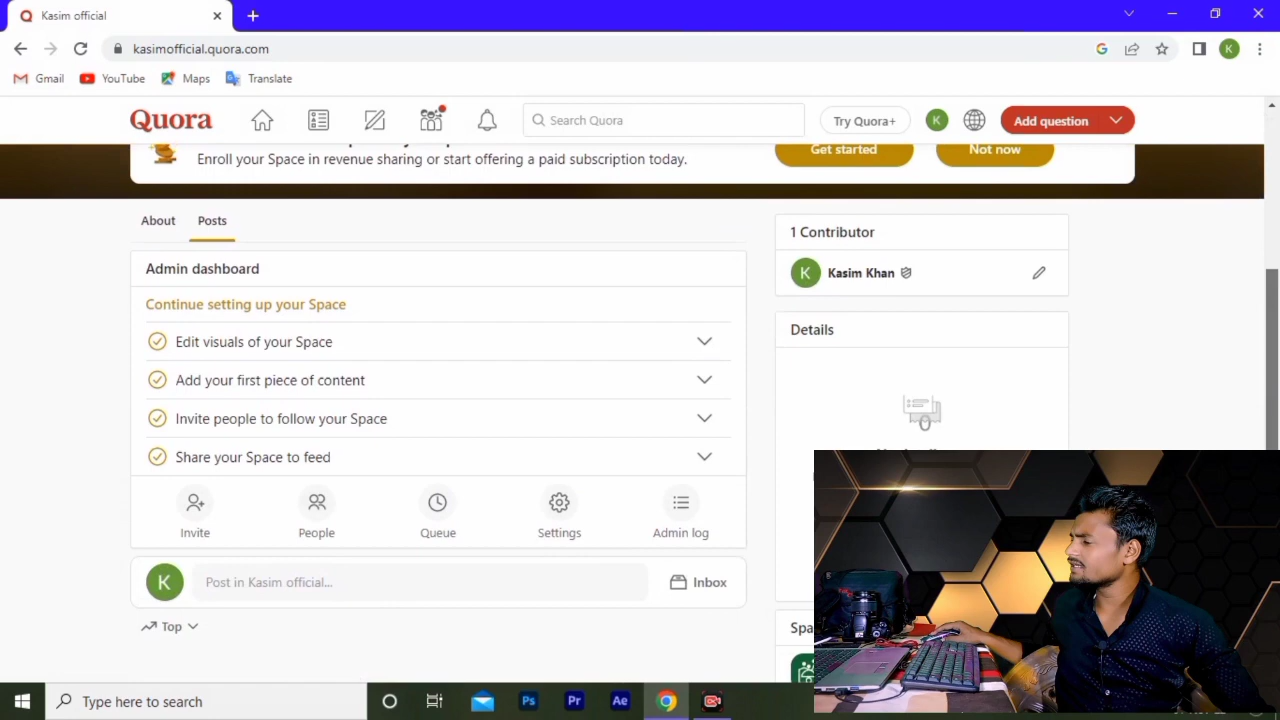 Kasim official
kasimofficial.quora.com
Gmail
YouTube
Maps
Translate
Quora
Search Quora
Try Quora+
K
Add question
Enroll your Space in revenue sharing or start offering a paid subscription today.
Get started
Not now
About
Posts
Admin dashboard
Continue setting up your Space
Edit visuals of your Space
Add your first piece of content
Invite people to follow your Space
Share your Space to feed
Invite
People
Queue
Settings
Admin log
K
Post in Kasim official...
Inbox
Top
1 Contributor
K
Kasim Khan
Details
Type here to search
Ps
Pr
Ae